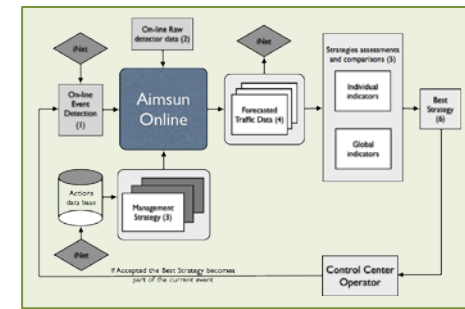 iNet
On-line Raw
detector data (2)
iNet
Strategies assessments
and comparisons (5)
On-line
Event
Detection
(1)
Aimsun
Online
Forecasted
Traffic Data (4)
Individual
indicators
Best
Strategy
(6)
Global
indicators
Actions
data base
Management
Strategy (3)
iNet
If Accepted the Best Strategy becomes
part of the current event
Control Center
Operator